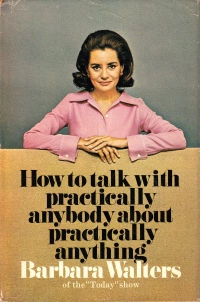 How to talk with
practically
anybody about
practically
anything
Barbara Walters
of the "Today" show